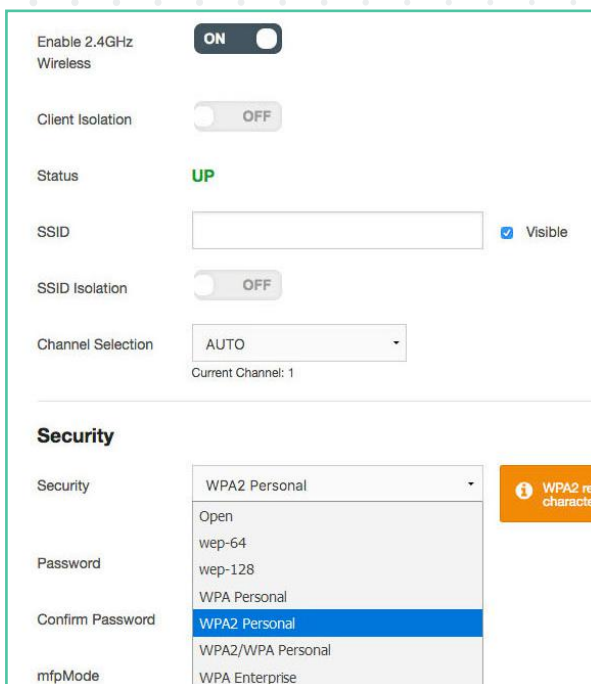 Enable 2.4GHz
Wireless
ON
Client Isolation
OFF
Status
UP
SSID
Visible
SSID Isolation
OFF
Channel Selection
AUTO
Current Channel: 1
Security
Security
WPA2 Personal
WPA2 re
characte
Open
wep-64
Password
wep-128
WPA Personal
Confirm Password
WPA2 Personal
WPA2/WPA Personal
mfpMode
WPA Enterprise